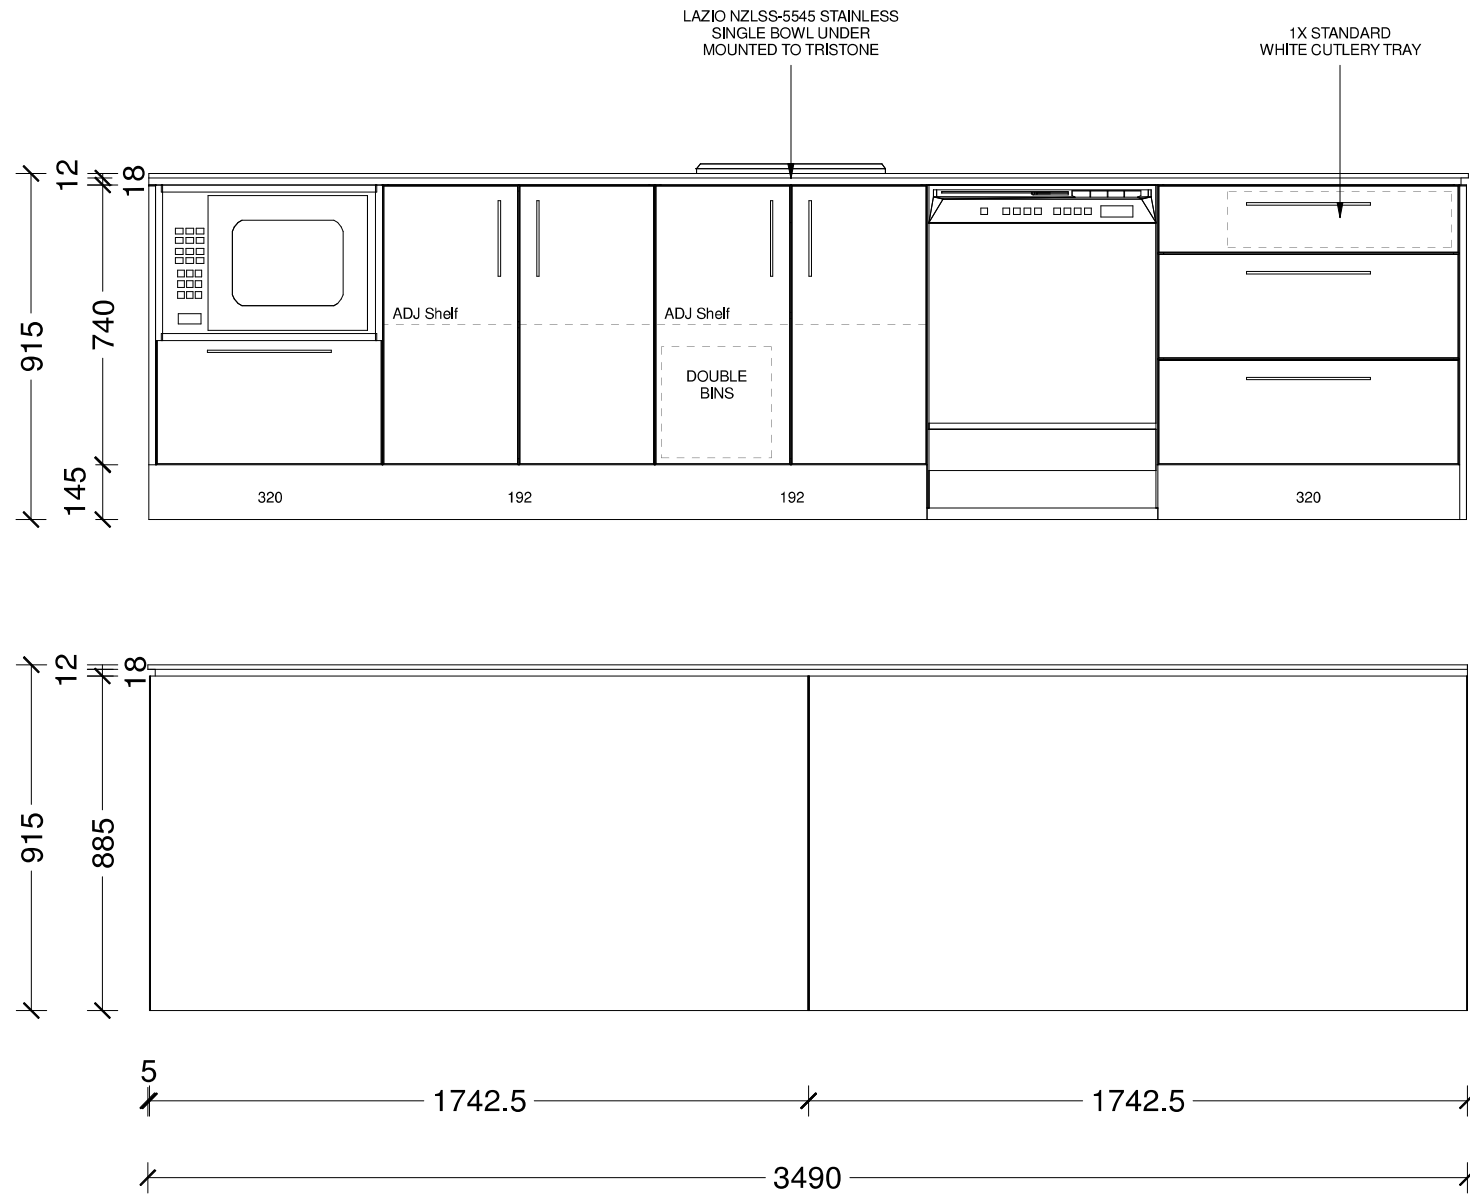 LAZIO NZLSS-5545 STAINLESS
SINGLE BOWL UNDER
MOUNTED TO TRISTONE
1X STANDARD
WHITE CUTLERY TRAY
12
18
915
740
145
ADJ Shelf
ADJ Shelf
DOUBLE
BINS
320
192
192
320
12
18
915
885
5
1742.5
1742.5
3490